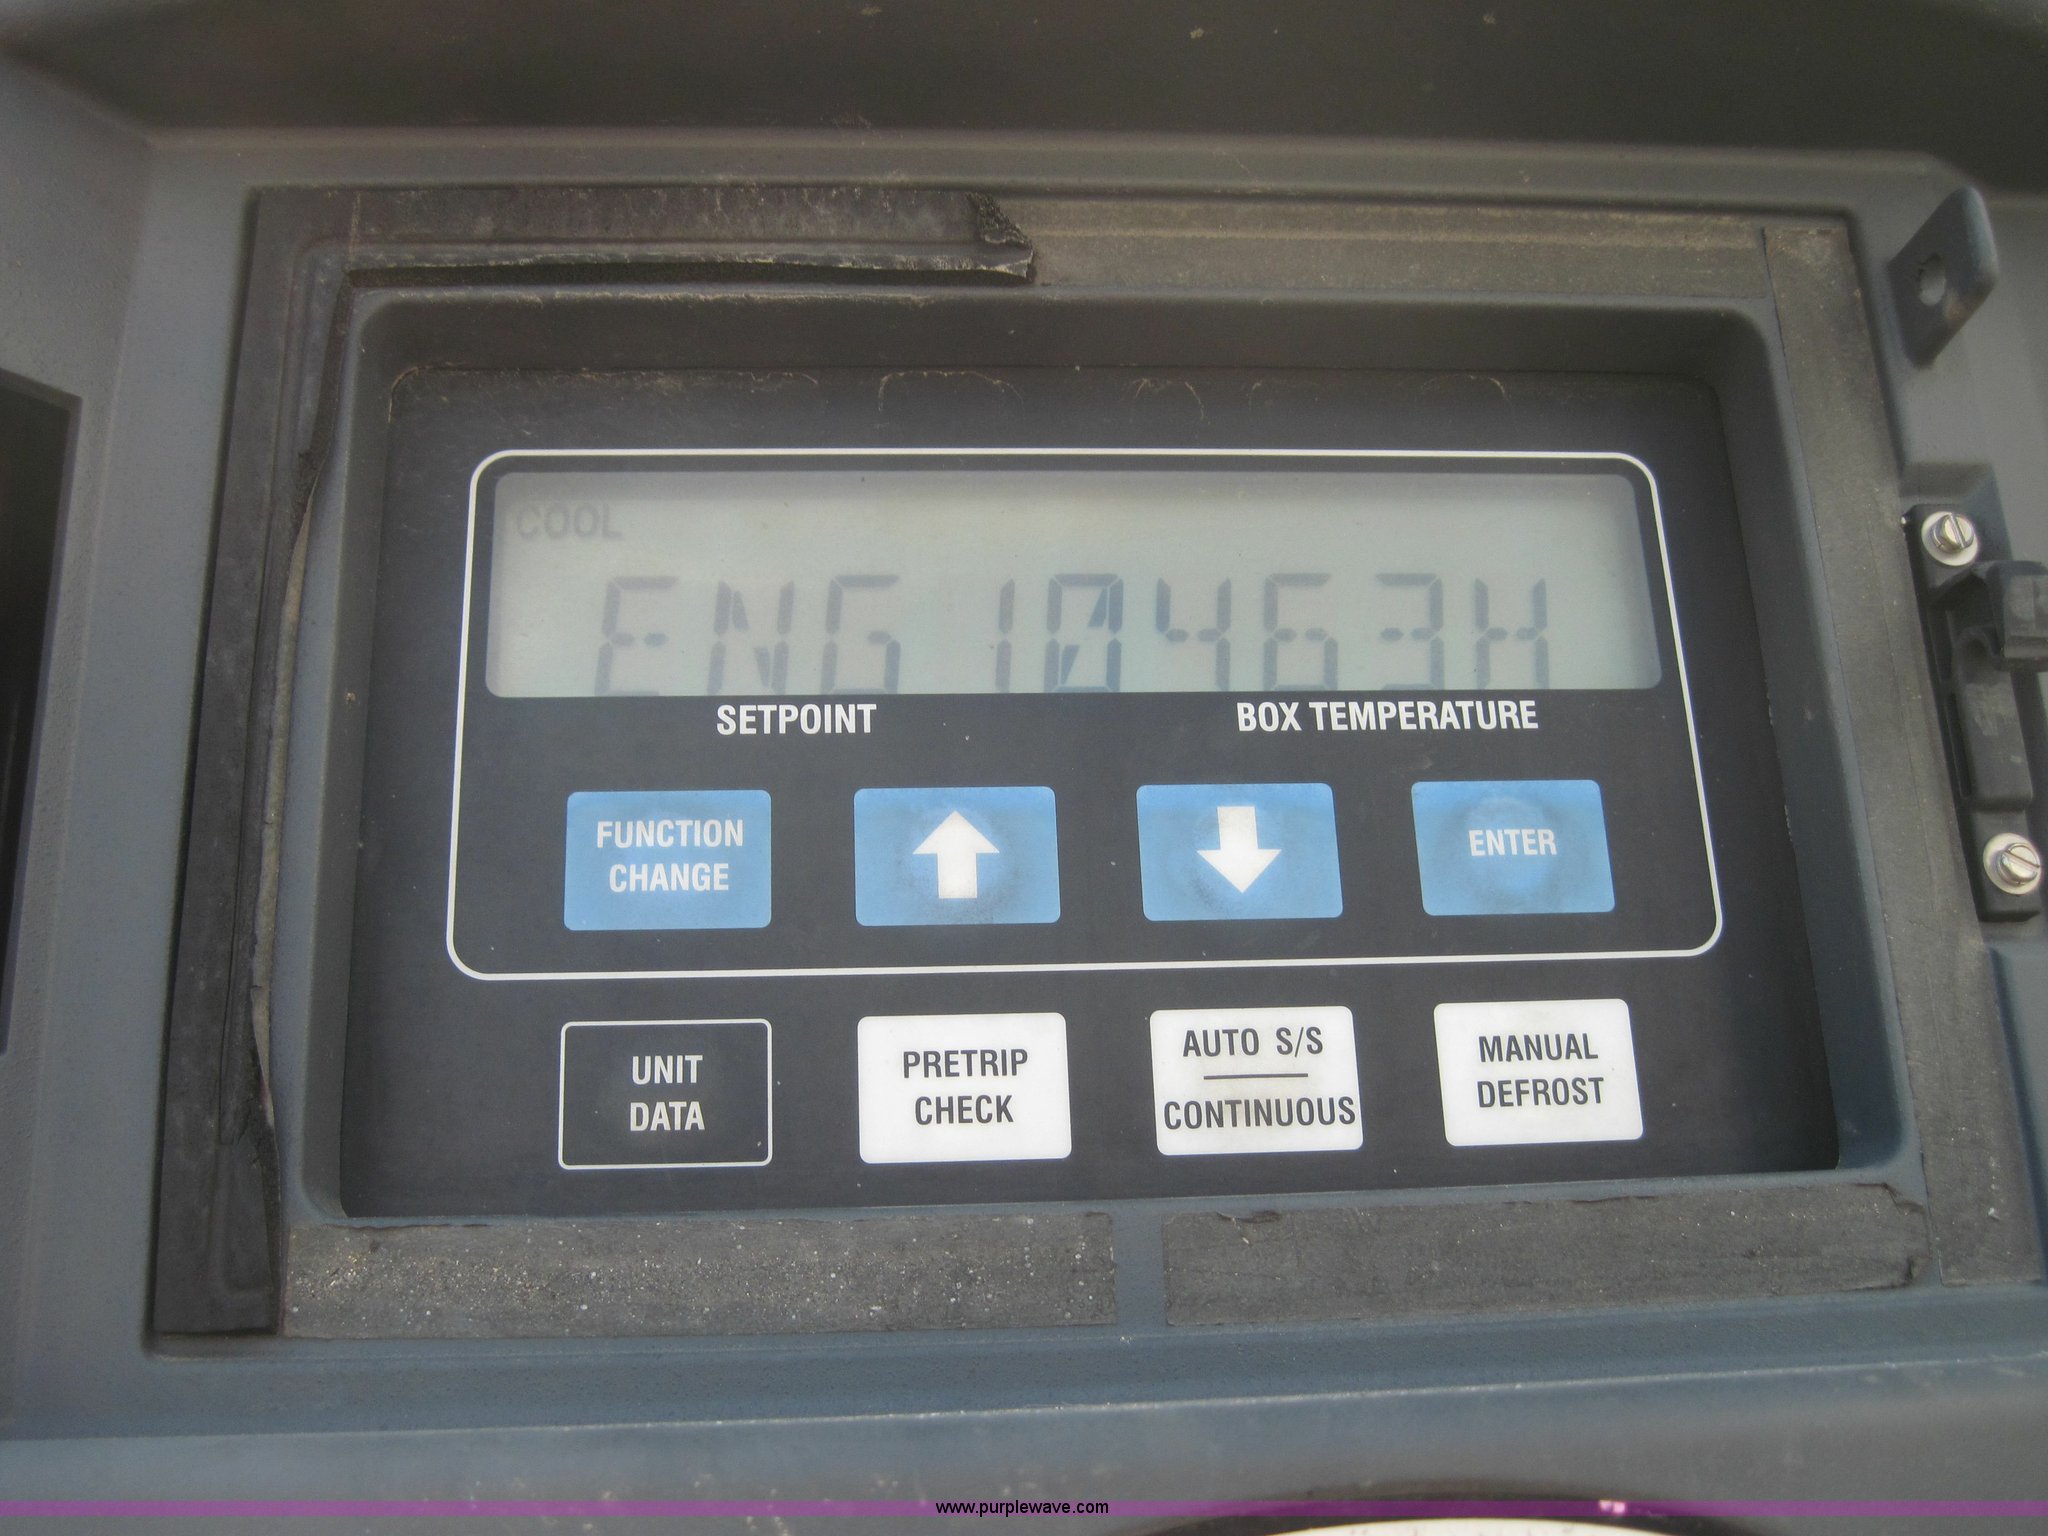 COOL
ENG 10463H
SETPOINT BOX TEMPERATURE
FUNCTION
CHANGE
ENTER
UNIT
DATA
PRETRIP
CHECK
AUTO S/S
CONTINUOUS
MANUAL
DEFROST
www.purplewave.com